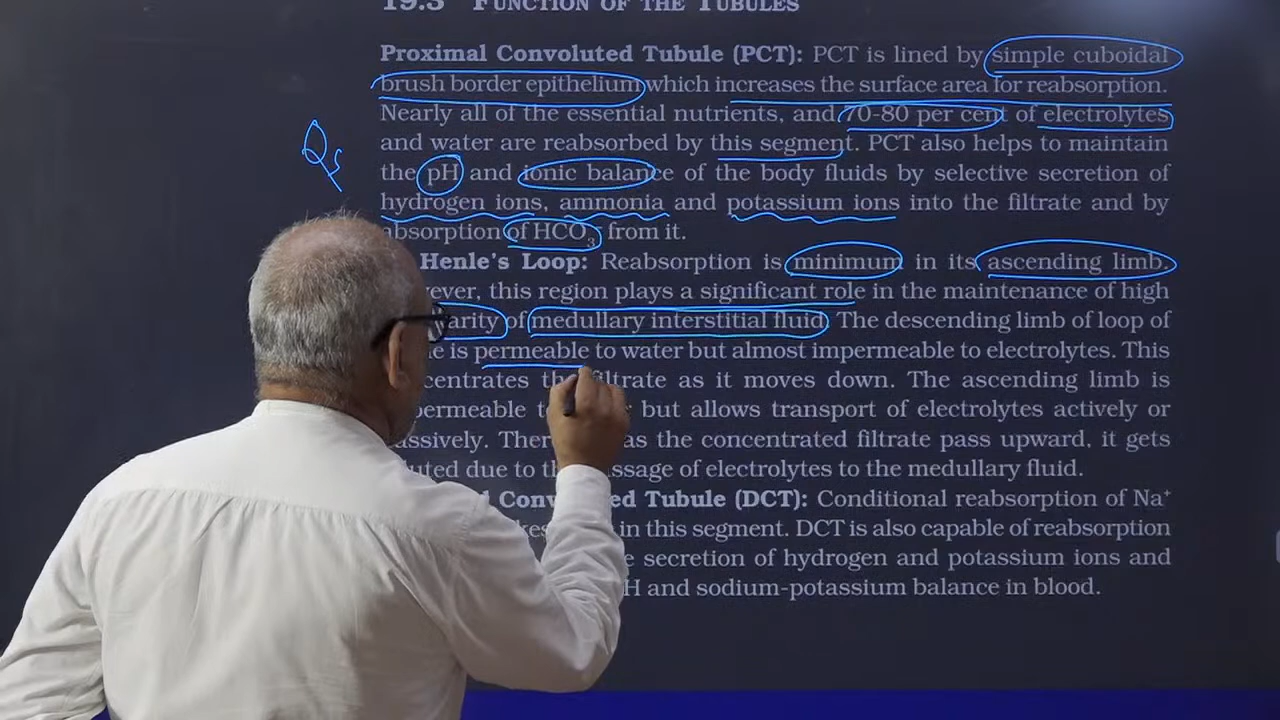 19.3 FUNCTION OF THE TUBULES
Proximal Convoluted Tubule (PCT): PCT is lined by simple cuboidal
brush border epithelium which increases the surface area for reabsorption.
Nearly all of the essential nutrients, and 70-80 per cent of electrolytes
and water are reabsorbed by this segment. PCT also helps to maintain
the pH and ionic balance of the body fluids by selective secretion of
hydrogen ions, ammonia and potassium ions into the filtrate and by
absorption of HCO3 from it.
Henle's Loop: Reabsorption is minimum in its ascending limb.
this region plays a significant role in the maintenance of high
of medullary interstitial fluid. The descending limb of loop of
is permeable to water but almost impermeable to electrolytes. This
filtrate as it moves down. The ascending limb is
but allows transport of electrolytes actively or
as the concentrated filtrate pass upward, it gets
due to of electrolytes to the medullary fluid.
Tubule (DCT): Conditional reabsorption of Na+
in this segment. DCT is also capable of reabsorption
secretion of hydrogen and potassium ions and
and sodium-potassium balance in blood.